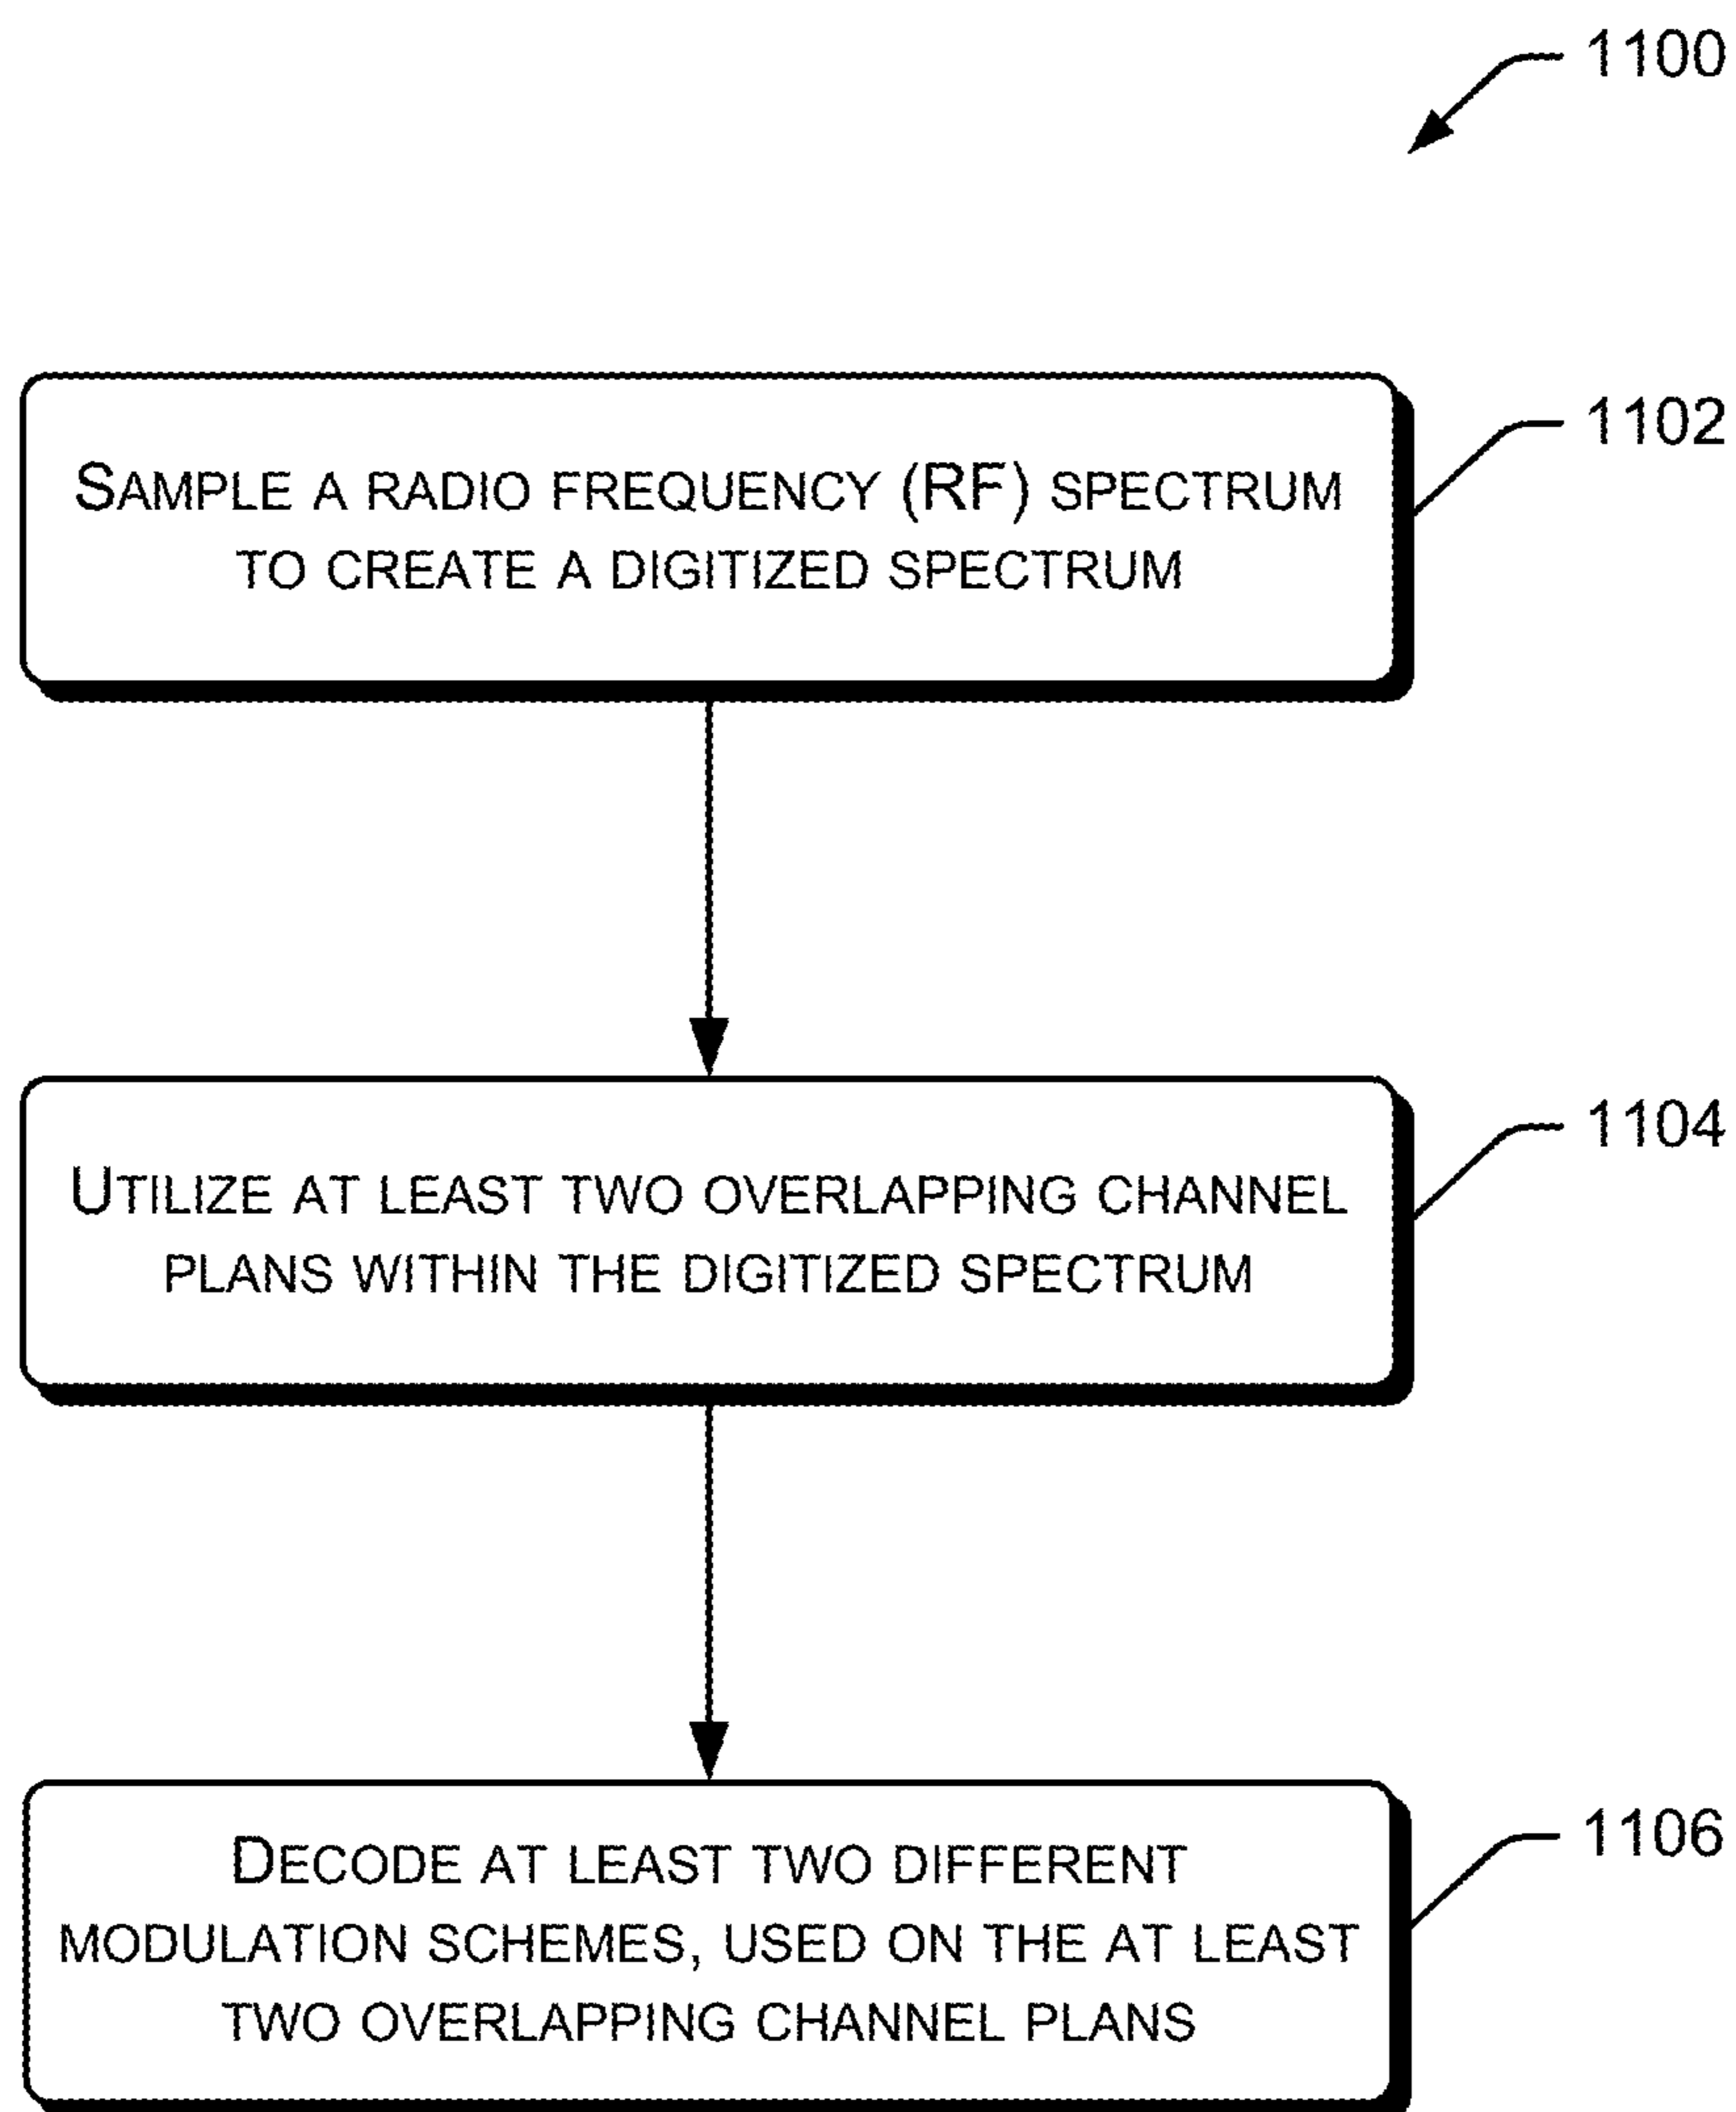 1100
1102
SAMPLE A RADIO FREQUENCY (RF) SPECTRUM
TO CREATE A DIGITIZED SPECTRUM
1104
UTILIZE AT LEAST TWO OVERLAPPING CHANNEL
PLANS WITHIN THE DIGITIZED SPECTRUM
1106
DECODE AT LEAST TWO DIFFERENT
MODULATION SCHEMES, USED ON THE AT LEAST
TWO OVERLAPPING CHANNEL PLANS